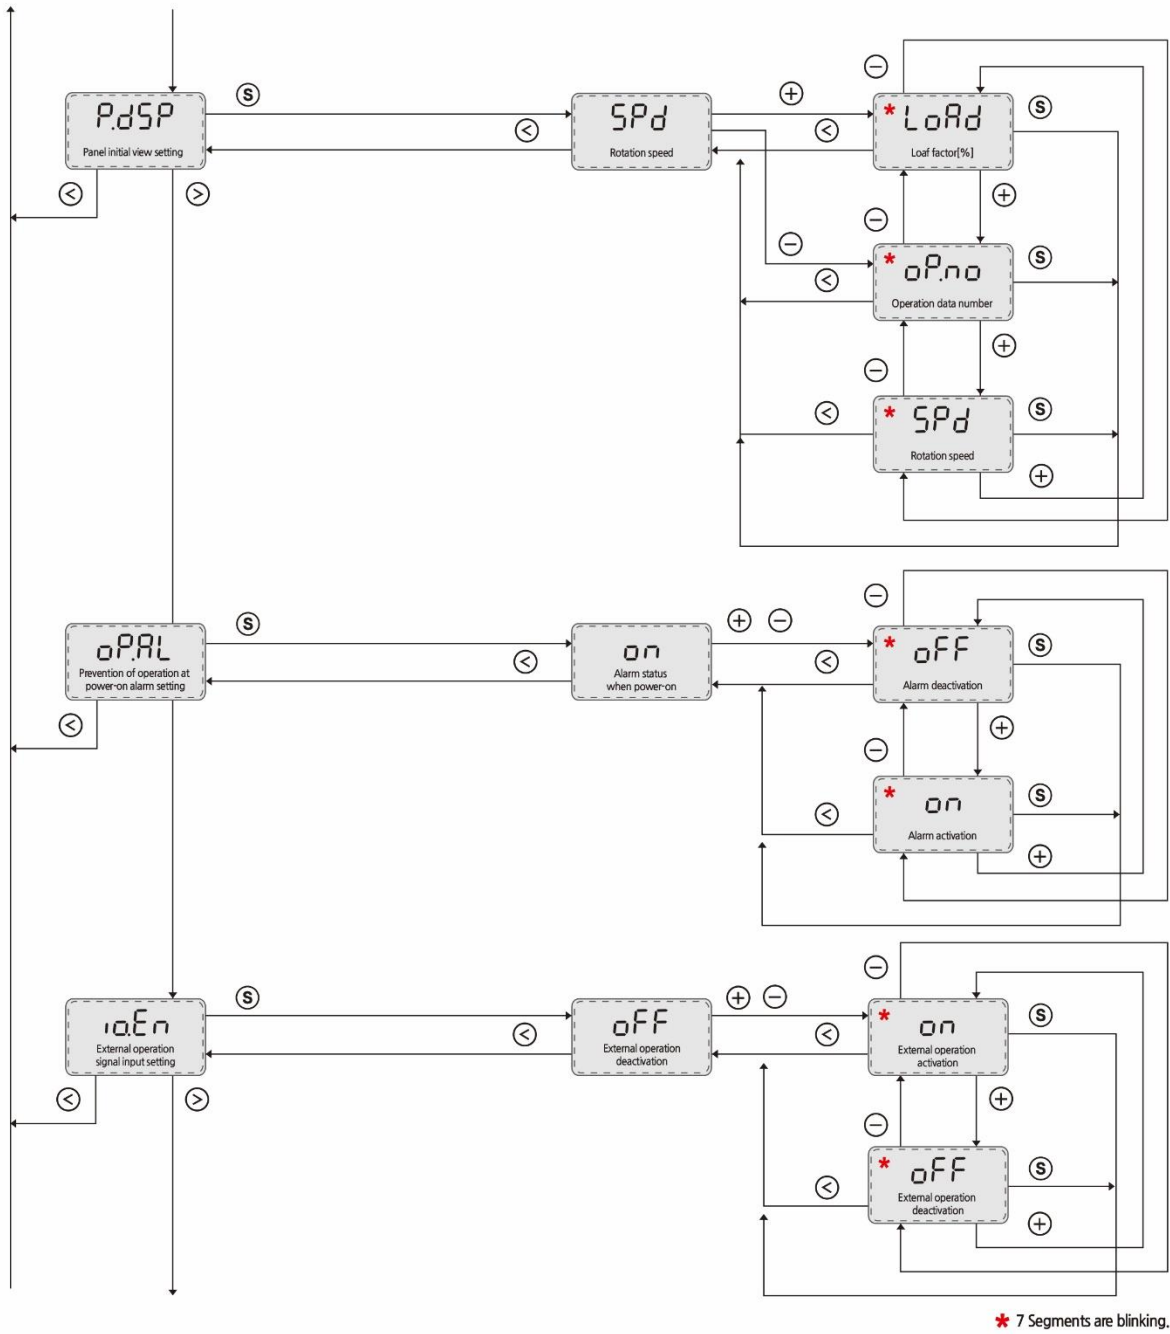 −
S + * LoAd S
P.dSP SPd
< <
Panel initial view setting Rotation speed Loaf factor[%]
< > +
−
− * oP.no S
<
Operation data number
+
−
< * SPd S
Rotation speed
+
−
S + − * oFF S
oP.AL on
< <
Prevention of operation at Alarm status Alarm deactivation
power-on alarm setting when power-on
< +
−
* on S
<
Alarm activation
+
−
S + − * on S
io.En oFF
< <
External operation External operation External operation
signal input setting deactivation activation
< > +
−
* oFF S
<
External operation
deactivation
+
* 7 Segments are blinking.